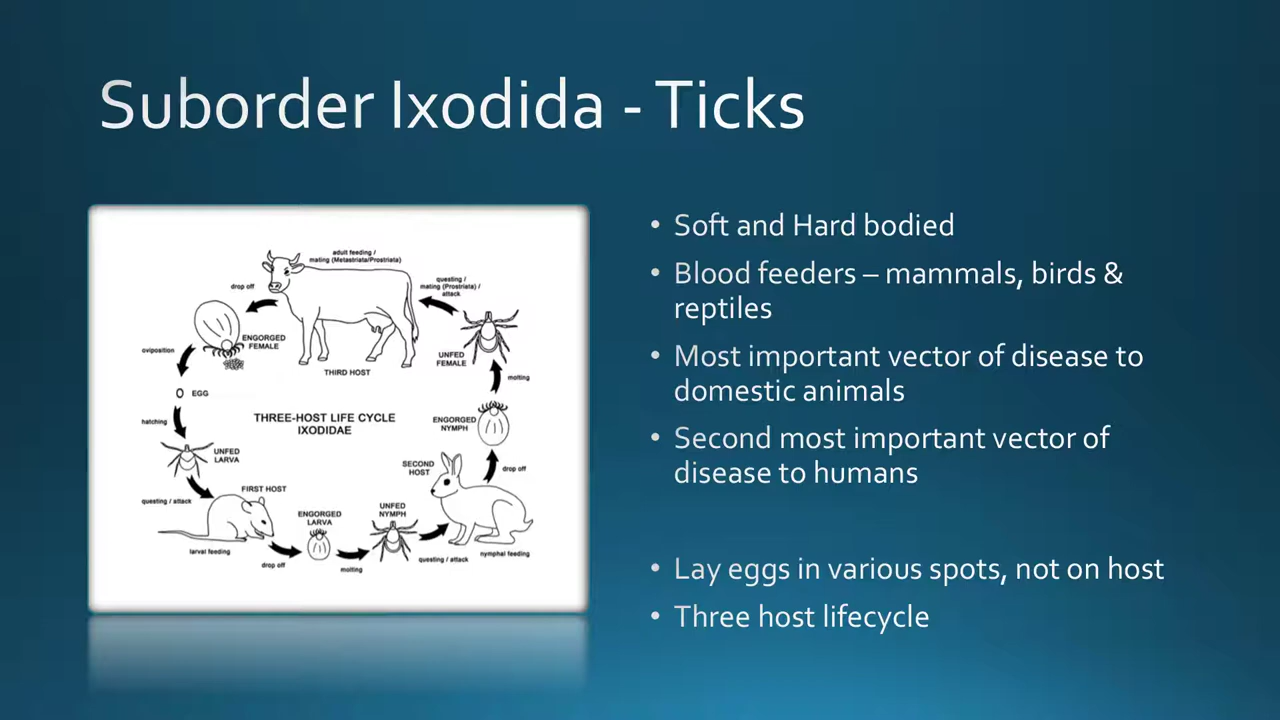 Suborder Ixodida - Ticks
adult feeding /
mating (Metastriata/Prostriata)
drop off
questing /
mating (Prostriata) /
attack
ENGORGED
FEMALE
UNFED
FEMALE
THIRD HOST
oviposition
EGG
molting
hatching
THREE-HOST LIFE CYCLE
IXODIDAE
ENGORGED
NYMPH
UNFED
LARVA
SECOND
HOST
drop off
FIRST HOST
questing / attack
ENGORGED
LARVA
UNFED
NYMPH
larval feeding
drop off
molting
questing / attack
nymphal feeding
• Soft and Hard bodied
• Blood feeders – mammals, birds &
reptiles
• Most important vector of disease to
domestic animals
• Second most important vector of
disease to humans
• Lay eggs in various spots, not on host
• Three host lifecycle